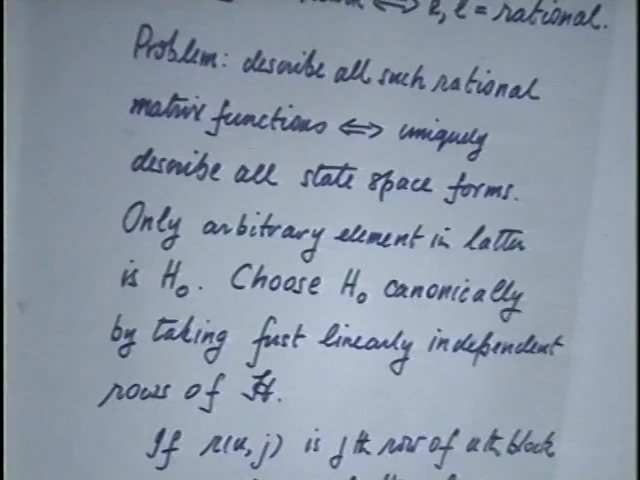 ⇔ k, l = rational.
Problem: describe all such rational
matrix functions ⇔ uniquely
describe all state space forms.
Only arbitrary element in latter
is H₀. Choose H₀ canonically
by taking first linearly independent
rows of ℋ.
If r(u, j) is jth row of uth block